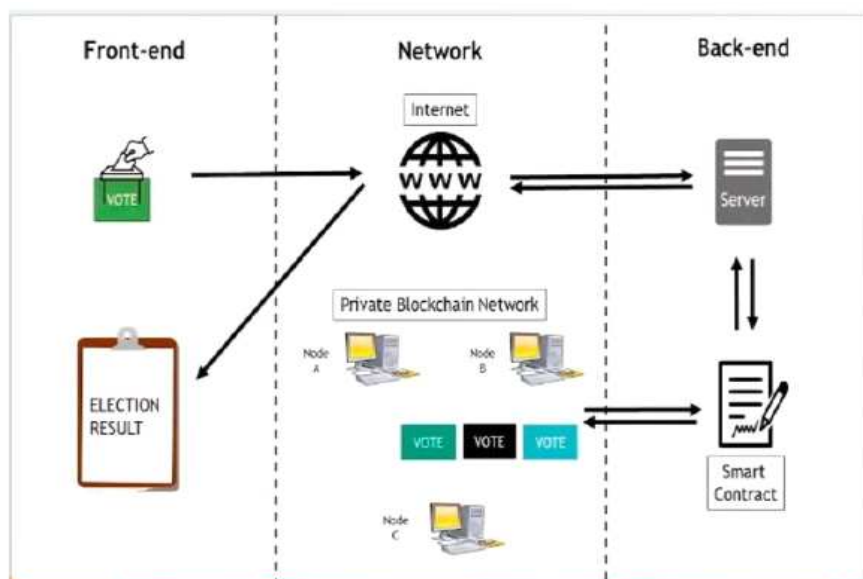 Front-end
Network
Back-end
Internet
WWW
VOTE
Server
Private Blockchain Network
Node
A
Node
B
ELECTION
RESULT
VOTE
VOTE
VOTE
Smart
Contract
Node
C